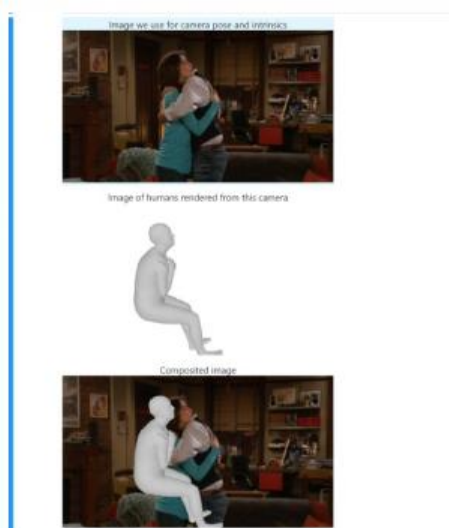 Image we use for camera pose and intrinsics
Image of humans rendered from this camera
Composited image